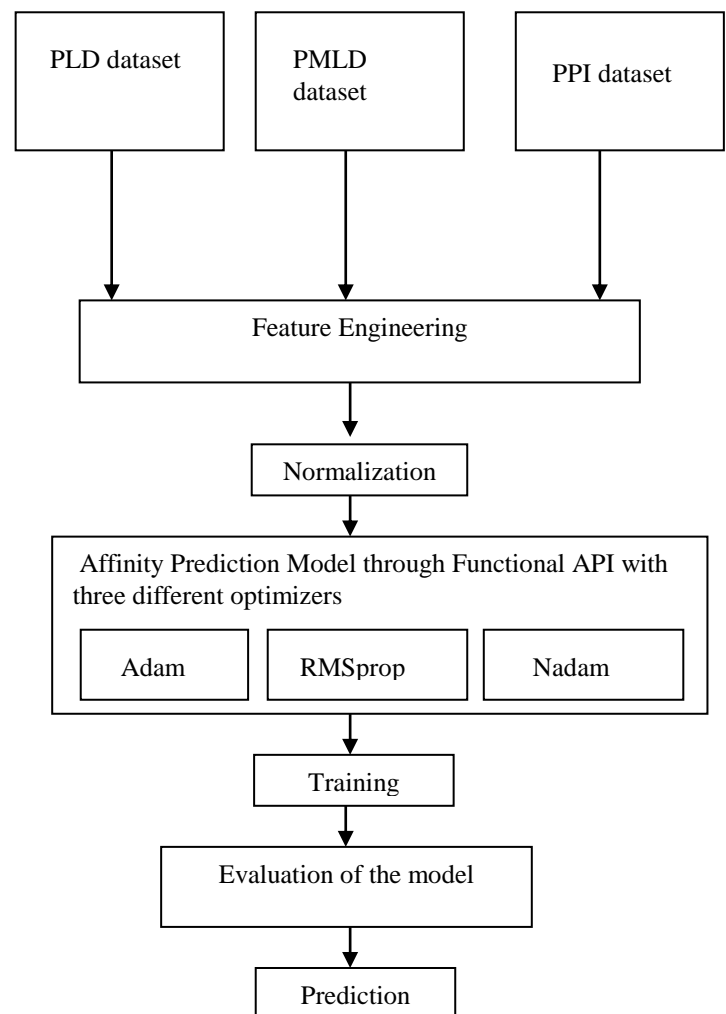 PLD dataset
PMLD
dataset
PPI dataset
Feature Engineering
Normalization
Affinity Prediction Model through Functional API with
three different optimizers
Adam
RMSprop
Nadam
Training
Evaluation of the model
Prediction